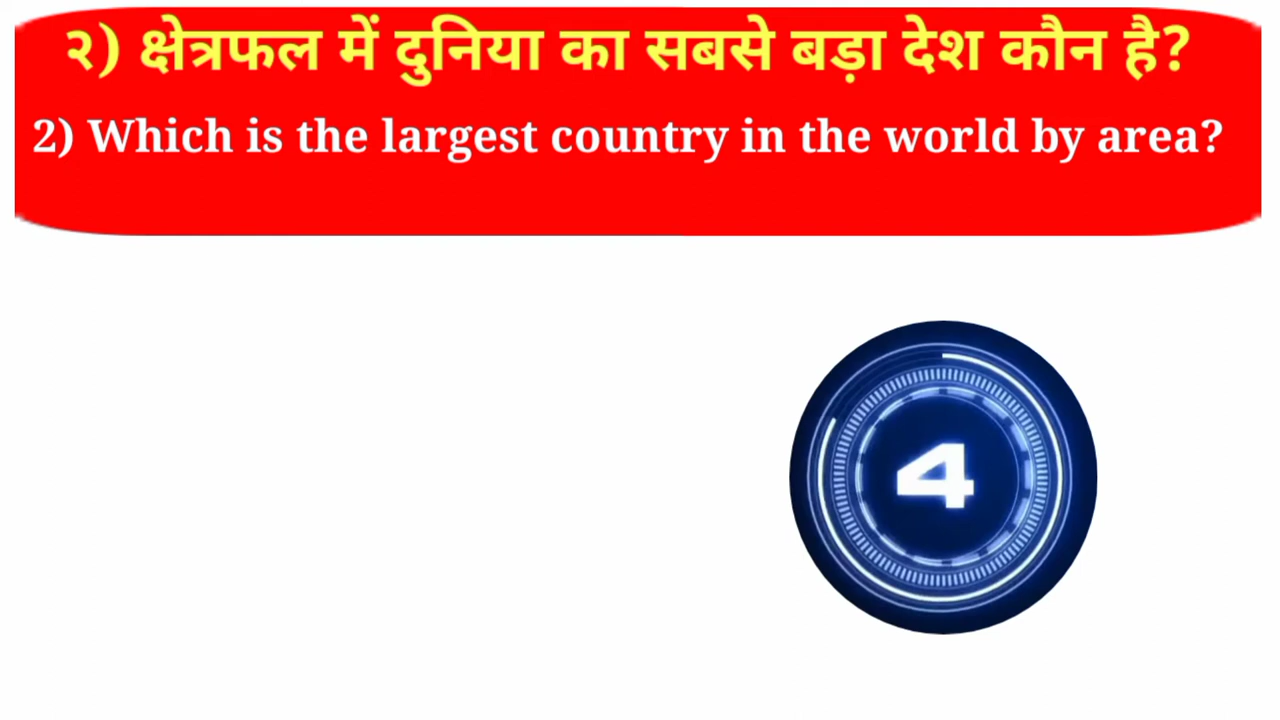 २) क्षेत्रफल में दुनिया का सबसे बड़ा देश कौन है?
2) Which is the largest country in the world by area?
4